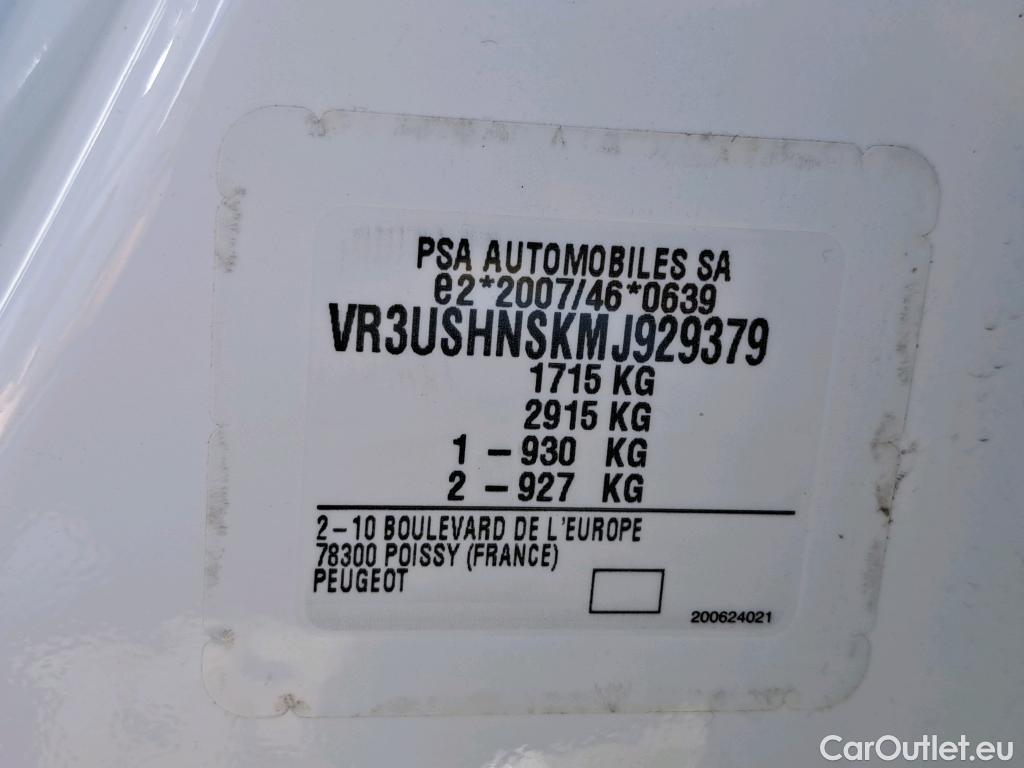 PSA AUTOMOBILES SA
e2*2007/46*0639
VR3USHNSKMJ929379
1715 KG
2915 KG
1 – 930 KG
2 – 927 KG
2–10 BOULEVARD DE L'EUROPE
78300 POISSY (FRANCE)
PEUGEOT
200624021
CarOutlet.eu